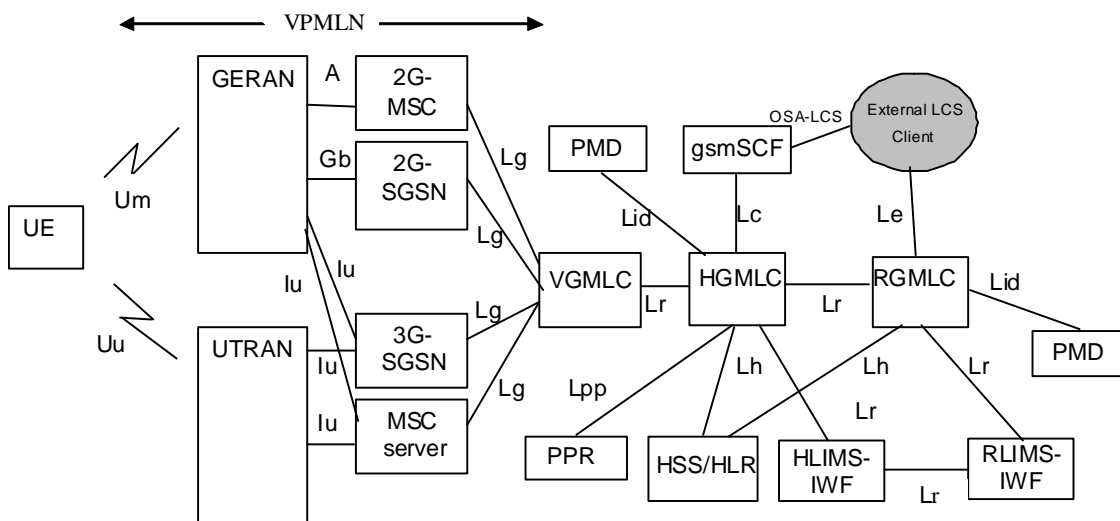 VPMLN
GERAN
A
2G-
MSC
Gb
2G-
SGSN
Um
UE
Uu
Iu
Iu
UTRAN
Iu
3G-
SGSN
Iu
MSC
server
Lg
Lg
Lg
Lg
VGMLC
Lr
PMD
Lid
gsmSCF
OSA-LCS
External LCS
Client
Lc
Le
HGMLC
Lr
RGMLC
Lid
PMD
Lpp
Lh
Lr
Lh
Lr
PPR
HSS/HLR
HLIMS-
IWF
Lr
RLIMS-
IWF